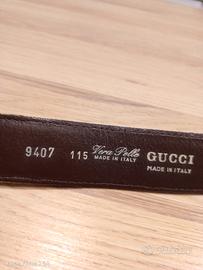 9407 115 Vera Pelle GUCCI
MADE IN ITALY MADE IN ITALY